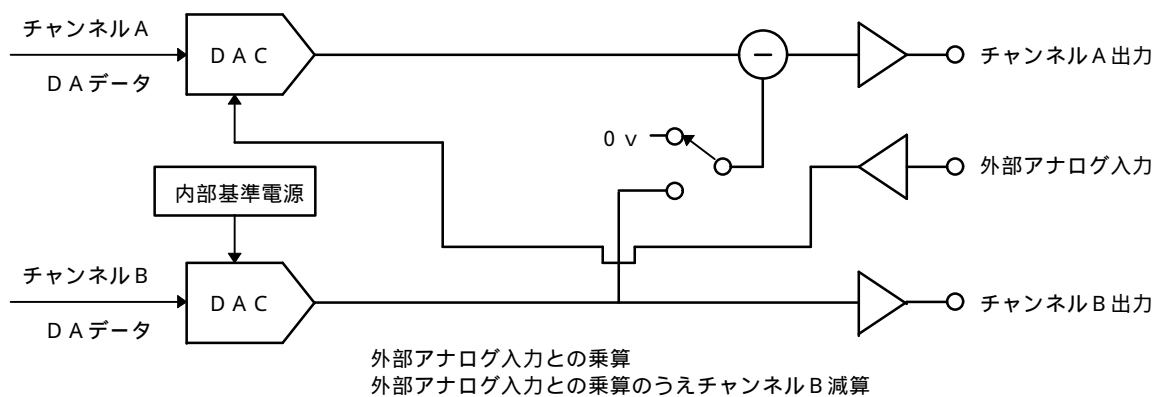 チャンネルA
DAC
DAデータ
チャンネルA出力
0v
外部アナログ入力
内部基準電源
チャンネルB
DAC
DAデータ
チャンネルB出力
外部アナログ入力との乗算
外部アナログ入力との乗算のうえチャンネルB減算